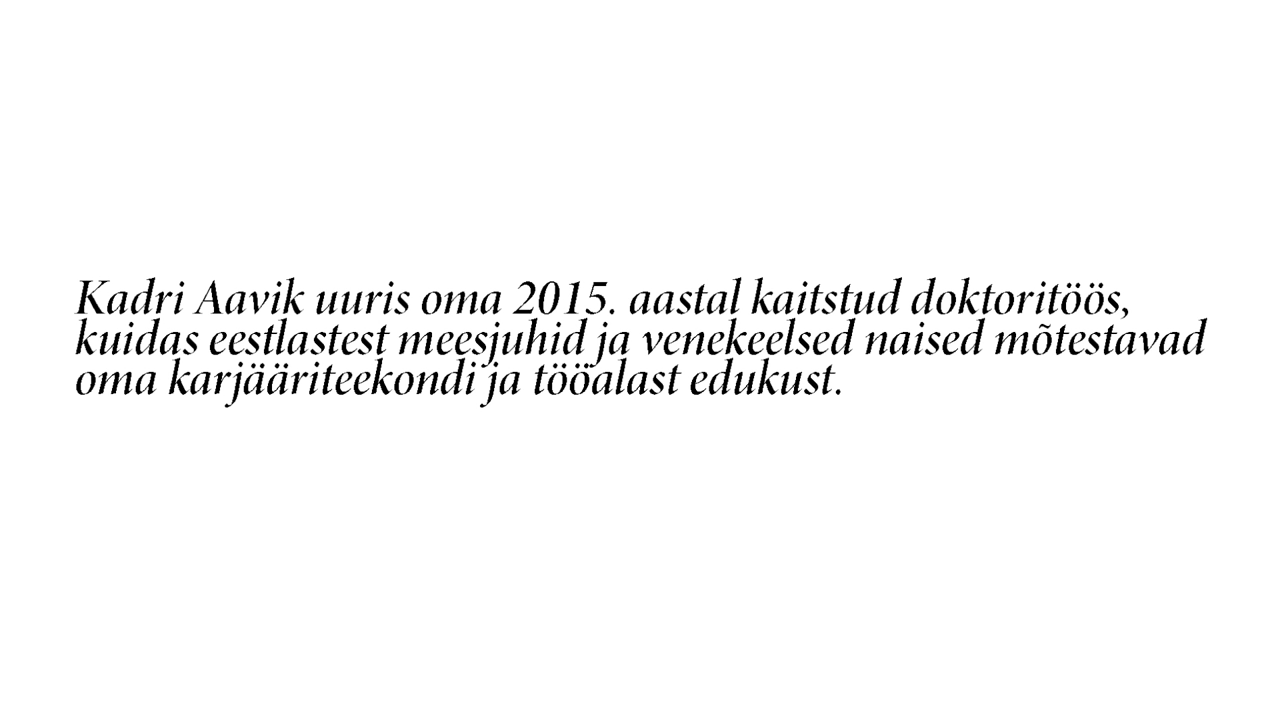 Kadri Aavik uuris oma 2015. aastal kaitstud doktoritöös,
kuidas eestlastest meesjuhid ja venekeelsed naised mõtestavad
oma karjääriteekondi ja tööalast edukust.